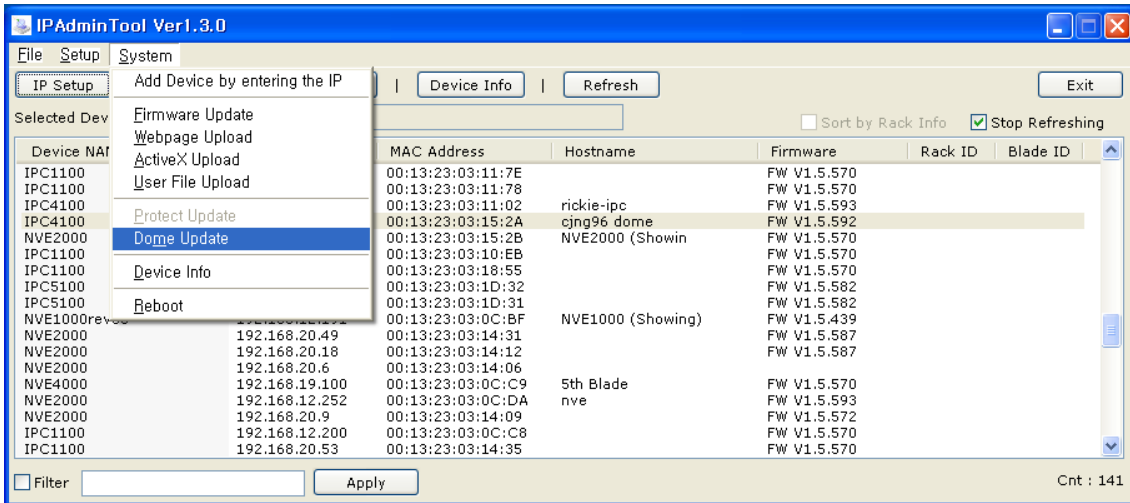 IPAdminTool Ver1.3.0
File Setup System
IP Setup | Device Info | Refresh Exit
Selected Dev Sort by Rack Info Stop Refreshing
Add Device by entering the IP
Firmware Update
Webpage Upload
ActiveX Upload
User File Upload
Protect Update
Dome Update
Device Info
Reboot
Device NA MAC Address Hostname Firmware Rack ID Blade ID
IPC1100 00:13:23:03:11:7E FW V1.5.570
IPC1100 00:13:23:03:11:78 FW V1.5.570
IPC4100 00:13:23:03:11:02 rickie-ipc FW V1.5.593
IPC4100 00:13:23:03:15:2A cjng96 dome FW V1.5.592
NVE2000 00:13:23:03:15:2B NVE2000 (Showin FW V1.5.570
IPC1100 00:13:23:03:10:EB FW V1.5.570
IPC1100 00:13:23:03:18:55 FW V1.5.570
IPC5100 00:13:23:03:1D:32 FW V1.5.582
IPC5100 00:13:23:03:1D:31 FW V1.5.582
00:13:23:03:0C:BF NVE1000 (Showing) FW V1.5.439
NVE2000 192.168.20.49 00:13:23:03:14:31 FW V1.5.587
NVE2000 192.168.20.18 00:13:23:03:14:12 FW V1.5.587
NVE2000 192.168.20.6 00:13:23:03:14:06
NVE4000 192.168.19.100 00:13:23:03:0C:C9 5th Blade FW V1.5.570
NVE2000 192.168.12.252 00:13:23:03:0C:DA nve FW V1.5.593
NVE2000 192.168.20.9 00:13:23:03:14:09 FW V1.5.572
IPC1100 192.168.12.200 00:13:23:03:0C:C8 FW V1.5.570
IPC1100 192.168.20.53 00:13:23:03:14:35 FW V1.5.570
Filter Apply Cnt : 141